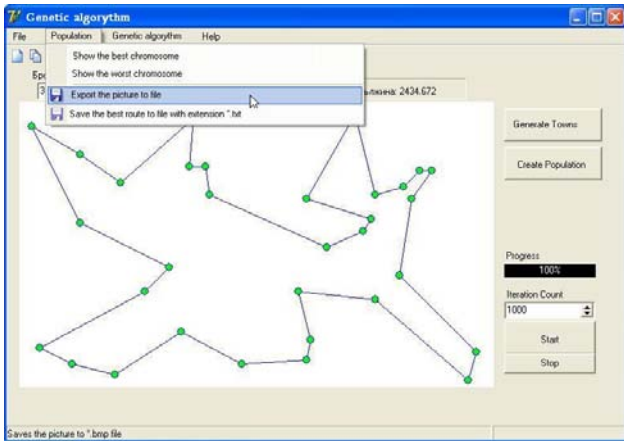 Genetic algorythm
File Population Genetic algorythm Help
Show the best chromosome
Show the worst chromosome
Export the picture to file
Save the best route to file with extension *.txt
2434.672
Generate Towns
Create Population
Progress
100%
Iteration Count
1000
Start
Stop
Saves the picture to *.bmp file